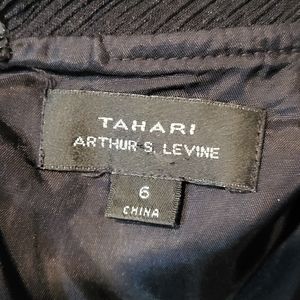 TAHARI
ARTHUR S. LEVINE
6
CHINA